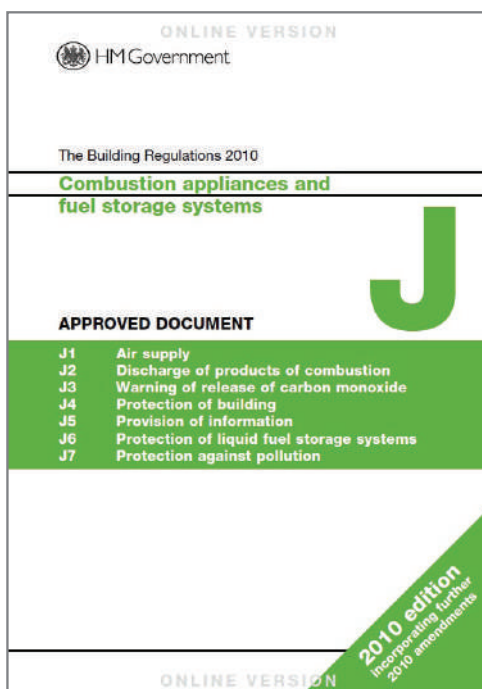 ONLINE VERSION
HM Government
The Building Regulations 2010
Combustion appliances and
fuel storage systems
J
APPROVED DOCUMENT
J1 Air supply
J2 Discharge of products of combustion
J3 Warning of release of carbon monoxide
J4 Protection of building
J5 Provision of information
J6 Protection of liquid fuel storage systems
J7 Protection against pollution
2010 edition
incorporating further
2010 amendments
ONLINE VERSION